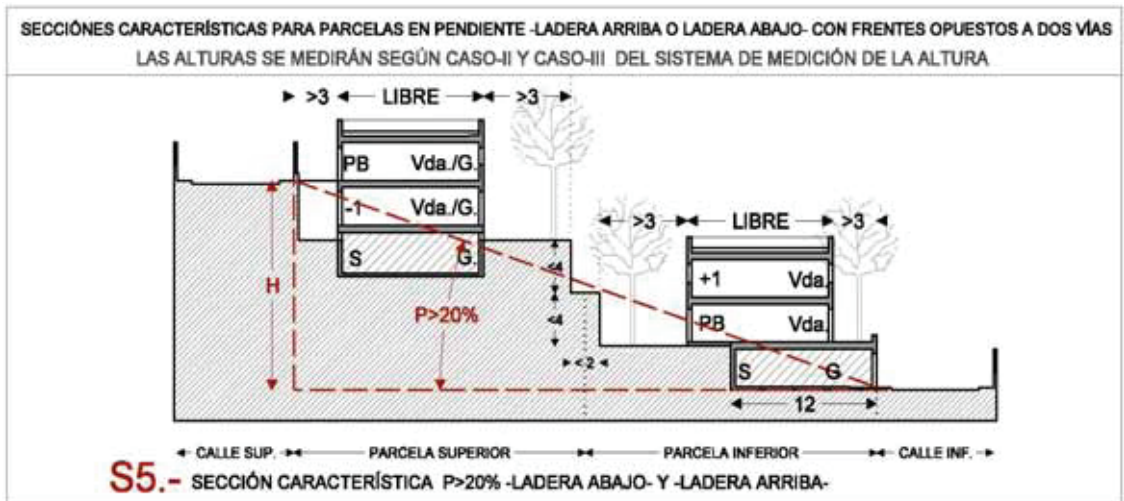 SECCIÓNES CARACTERÍSTICAS PARA PARCELAS EN PENDIENTE -LADERA ARRIBA O LADERA ABAJO- CON FRENTES OPUESTOS A DOS VÍAS
LAS ALTURAS SE MEDIRÁN SEGÚN CASO-II Y CASO-III DEL SISTEMA DE MEDICIÓN DE LA ALTURA
>3 LIBRE >3
PB Vda./G.
-1 Vda./G.
S G.
H
P>20%
<4
<4
<2
>3 LIBRE >3
+1 Vda.
PB Vda.
S G
12
CALLE SUP. PARCELA SUPERIOR PARCELA INFERIOR CALLE INF.
S5.- SECCIÓN CARACTERÍSTICA P>20% -LADERA ABAJO- Y -LADERA ARRIBA-